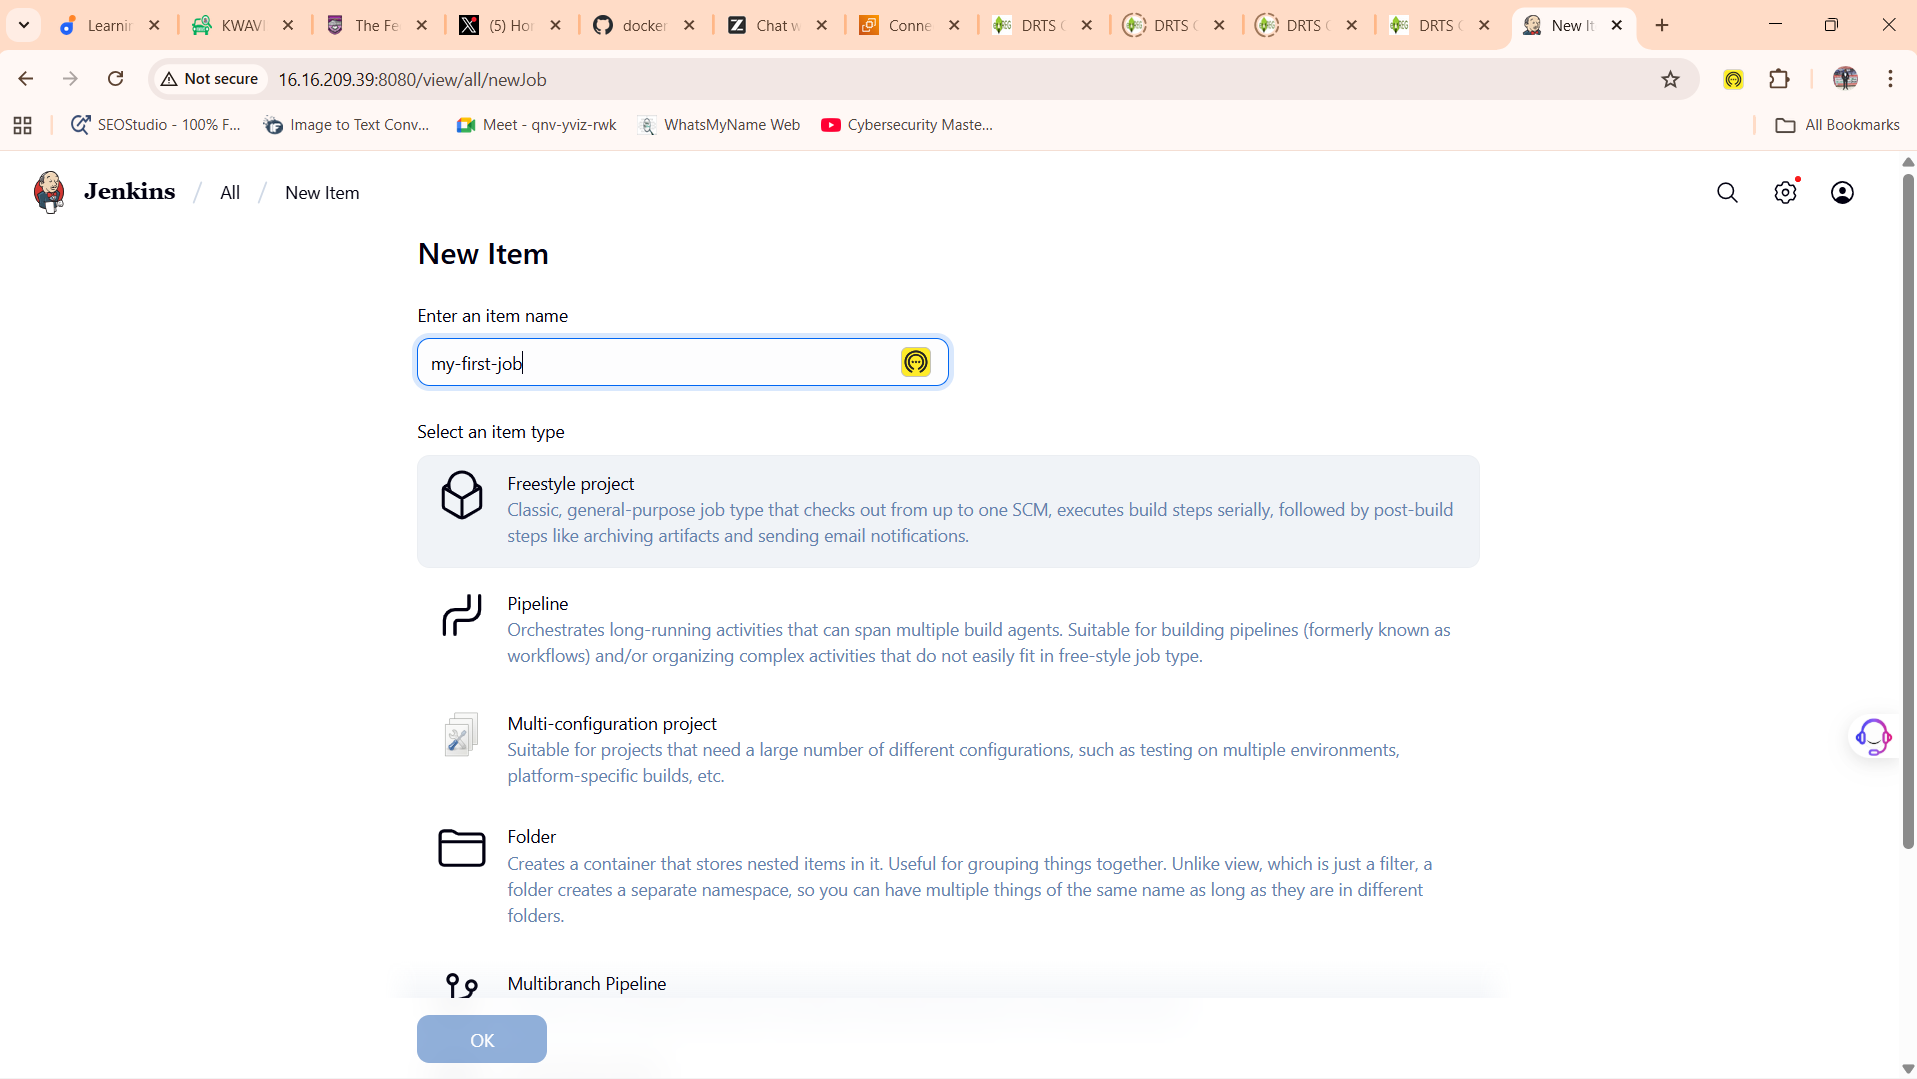 Learnin
KWAVI
The Fe
(5) Hor
docker
Chat w
Conne
DRTS
DRTS
DRTS
DRTS
New It
Not secure
16.16.209.39:8080/view/all/newJob
SEOStudio - 100% F...
Image to Text Conv...
Meet - qnv-yviz-rwk
WhatsMyName Web
Cybersecurity Maste...
All Bookmarks
Jenkins / All / New Item
New Item
Enter an item name
my-first-job
Select an item type
Freestyle project
Classic, general-purpose job type that checks out from up to one SCM, executes build steps serially, followed by post-build
steps like archiving artifacts and sending email notifications.
Pipeline
Orchestrates long-running activities that can span multiple build agents. Suitable for building pipelines (formerly known as
workflows) and/or organizing complex activities that do not easily fit in free-style job type.
Multi-configuration project
Suitable for projects that need a large number of different configurations, such as testing on multiple environments,
platform-specific builds, etc.
Folder
Creates a container that stores nested items in it. Useful for grouping things together. Unlike view, which is just a filter, a
folder creates a separate namespace, so you can have multiple things of the same name as long as they are in different
folders.
Multibranch Pipeline
OK